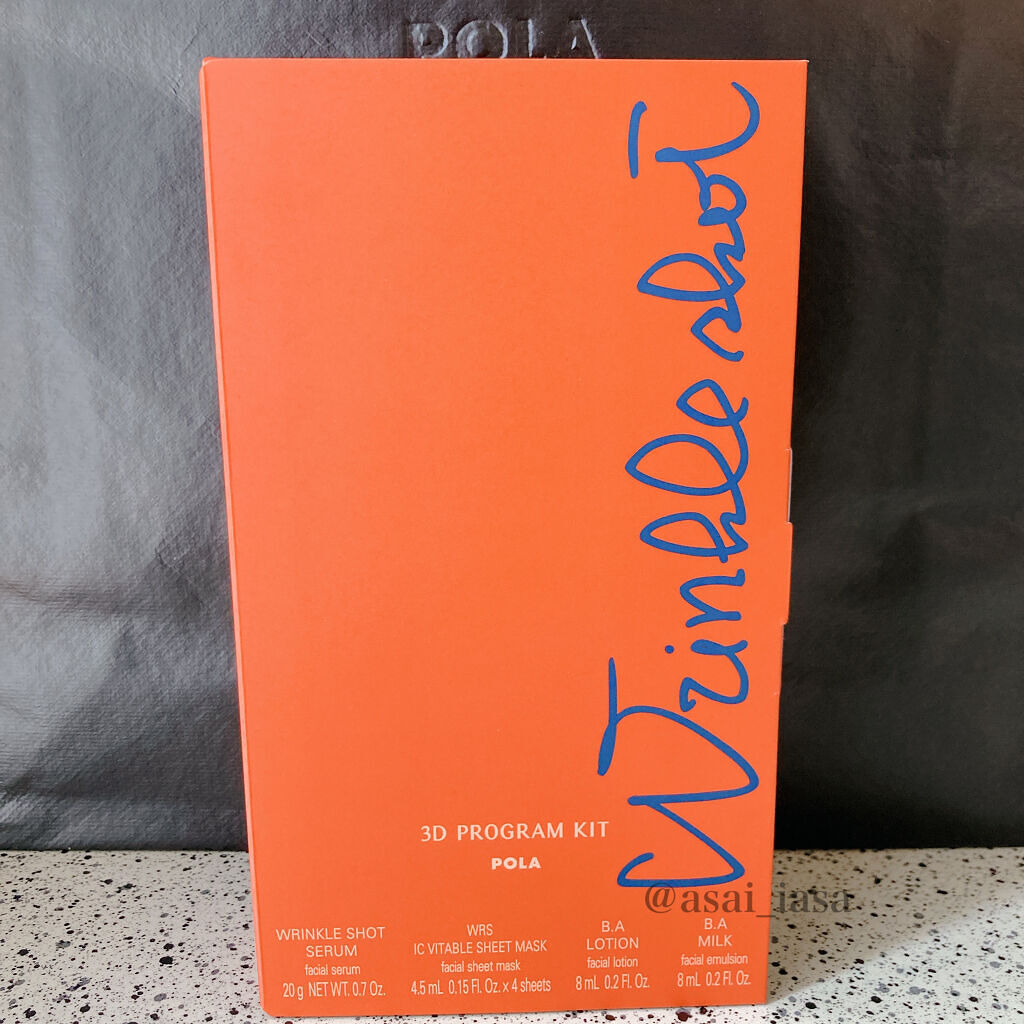 POLA
Wrinkle shot
3D PROGRAM KIT
POLA
@asai_iasa
WRINKLE SHOT
SERUM
facial serum
20 g NET WT. 0.7 Oz.
WRS
IC VITABLE SHEET MASK
facial sheet mask
4.5 mL 0.15 Fl. Oz. x 4 sheets
B.A
LOTION
facial lotion
8 mL 0.2 Fl. Oz.
B.A
MILK
facial emulsion
8 mL 0.2 Fl. Oz.